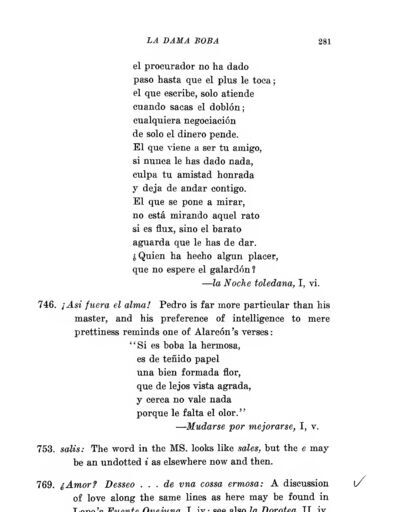 LA DAMA BOBA 281
el procurador no ha dado
paso hasta que el plus le toca;
el que escribe, solo atiende
cuando sacas el doblón;
cualquiera negociación
de solo el dinero pende.
El que viene a ser tu amigo,
si nunca le has dado nada,
culpa tu amistad honrada
y deja de andar contigo.
El que se pone a mirar,
no está mirando aquel rato
si es flux, sino el barato
aguarda que le has de dar.
¿Quien ha hecho algun placer,
que no espere el galardón?
—la Noche toledana, I, vi.
746. ¡Asi fuera el alma! Pedro is far more particular than his
master, and his preference of intelligence to mere
prettiness reminds one of Alarcón's verses:
"Si es boba la hermosa,
es de teñido papel
una bien formada flor,
que de lejos vista agrada,
y cerca no vale nada
porque le falta el olor."
—Mudarse por mejorarse, I, v.
753. salis: The word in the MS. looks like sales, but the e may
be an undotted i as elsewhere now and then.
769. ¿Amor? Desseo . . . de vna cossa ermosa: A discussion
of love along the same lines as here may be found in
Lope's Fuente Ovejuna, I, iv; see also la Dorotea, II, iv,